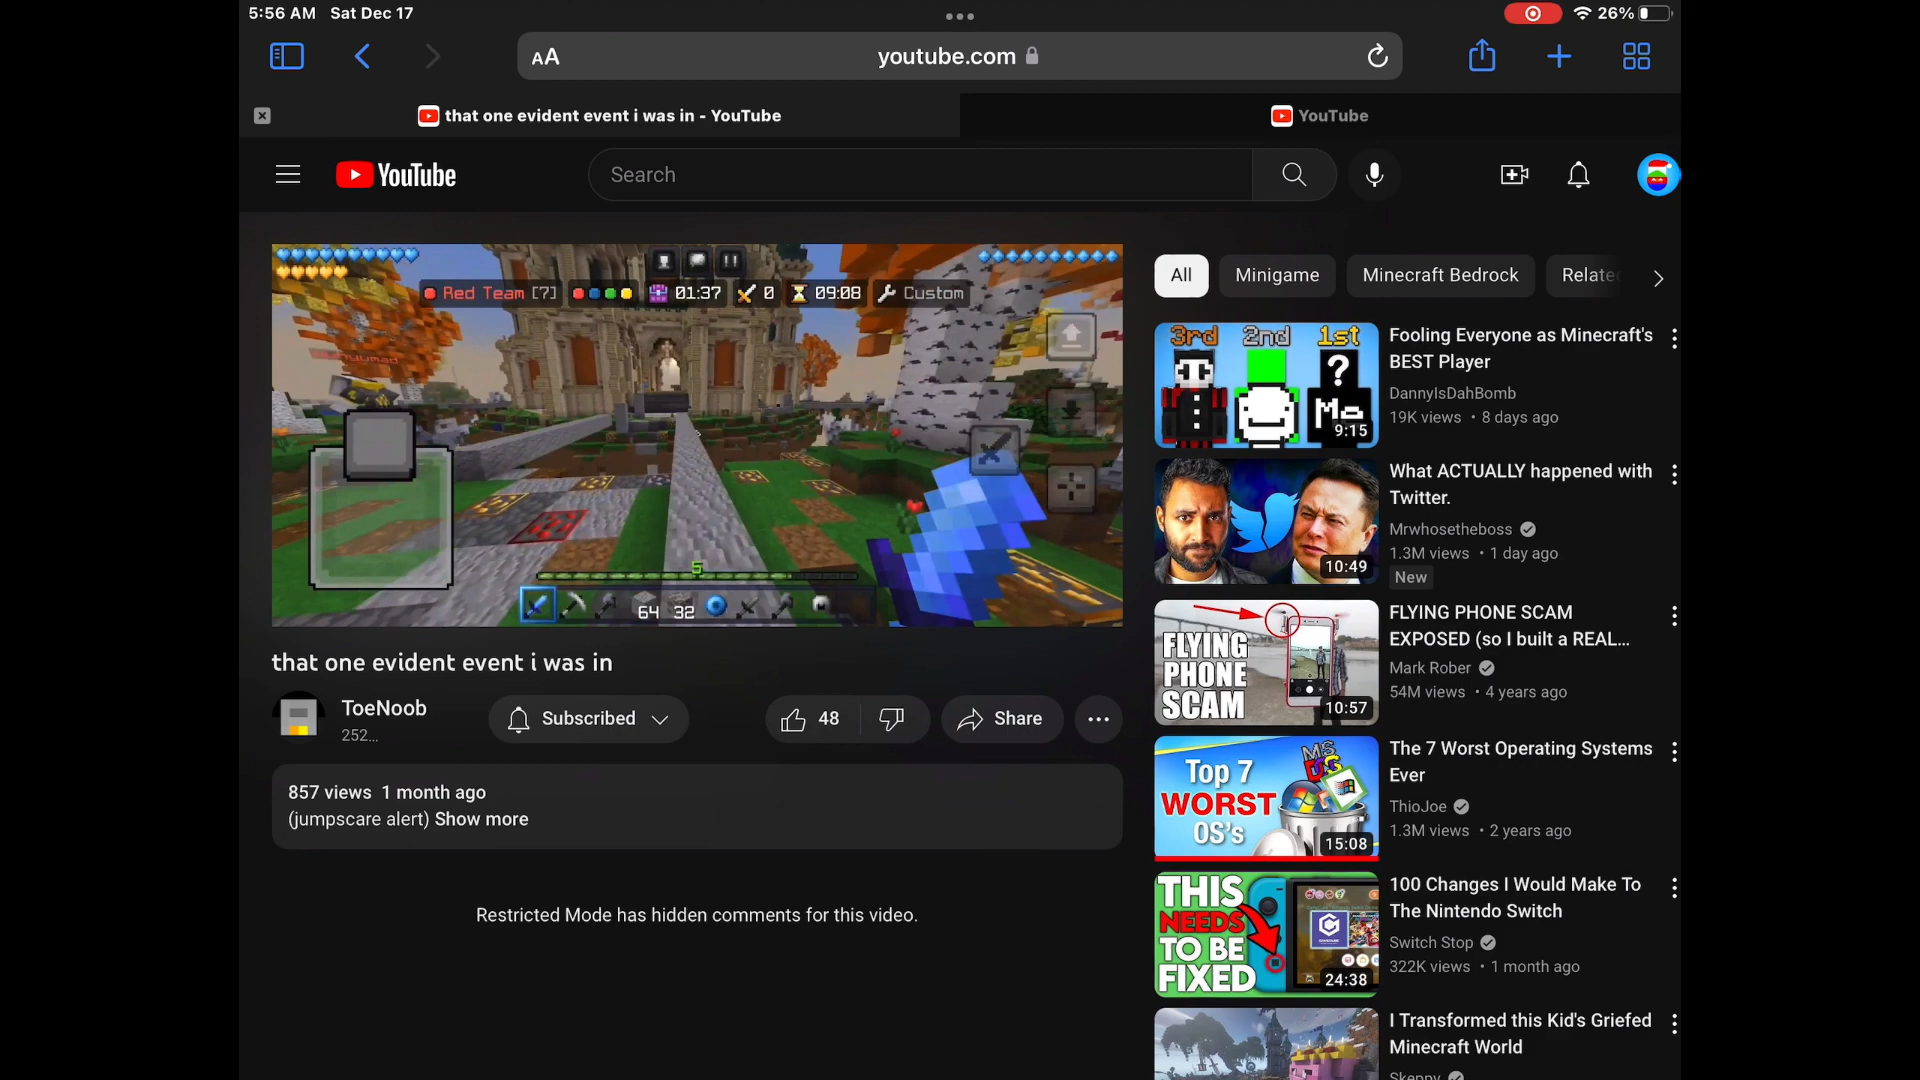 5:56 AM Sat Dec 17
26%
AA
youtube.com
that one evident event i was in - YouTube
YouTube
YouTube
Search
Red Team [7]
01:37
0
09:08
Custom
5
64
32
that one evident event i was in
ToeNoob
252...
Subscribed
48
Share
857 views 1 month ago
(jumpscare alert) Show more
Restricted Mode has hidden comments for this video.
All
Minigame
Minecraft Bedrock
Relate
3rd 2nd 1st
?
Me
9:15
Fooling Everyone as Minecraft's
BEST Player
DannyIsDahBomb
19K views • 8 days ago
10:49
What ACTUALLY happened with
Twitter.
Mrwhosetheboss
1.3M views • 1 day ago
New
FLYING
PHONE
SCAM
10:57
FLYING PHONE SCAM
EXPOSED (so I built a REAL...
Mark Rober
54M views • 4 years ago
Top 7
WORST
OS's
MS
DOS
15:08
The 7 Worst Operating Systems
Ever
ThioJoe
1.3M views • 2 years ago
THIS
NEEDS
TO BE
FIXED
24:38
100 Changes I Would Make To
The Nintendo Switch
Switch Stop
322K views • 1 month ago
I Transformed this Kid's Griefed
Minecraft World
Skeppy